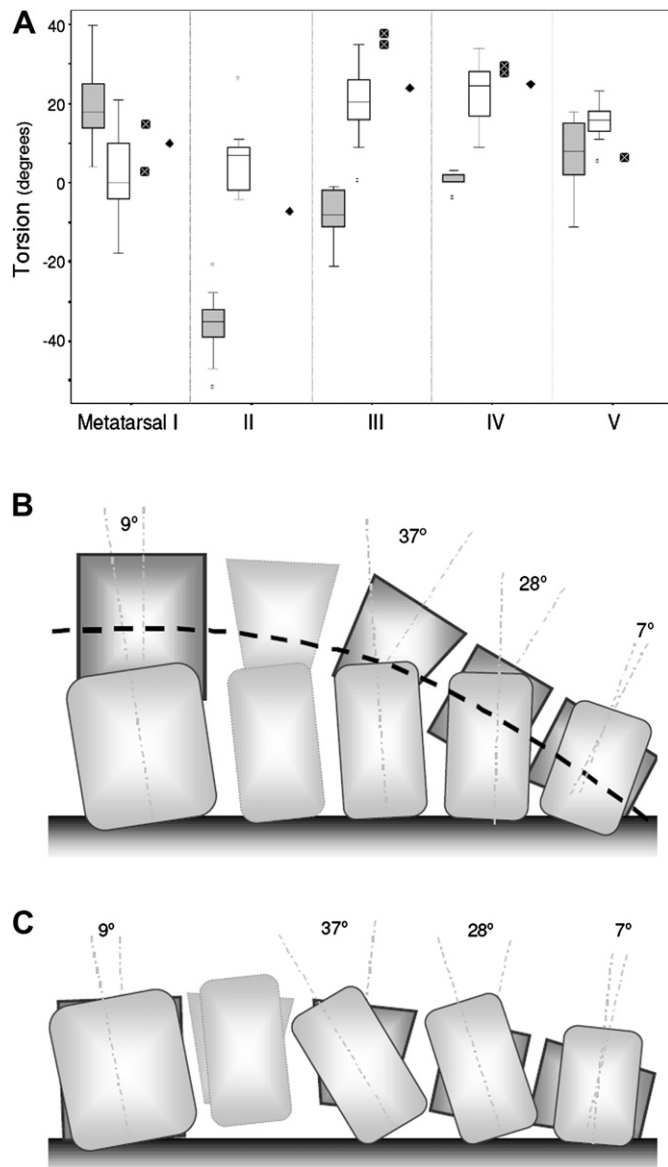 A
Torsion (degrees)
40
20
0
-20
-40
Metatarsal I
II
III
IV
V
B
9º
37º
28º
7º
C
9º
37º
28º
7º